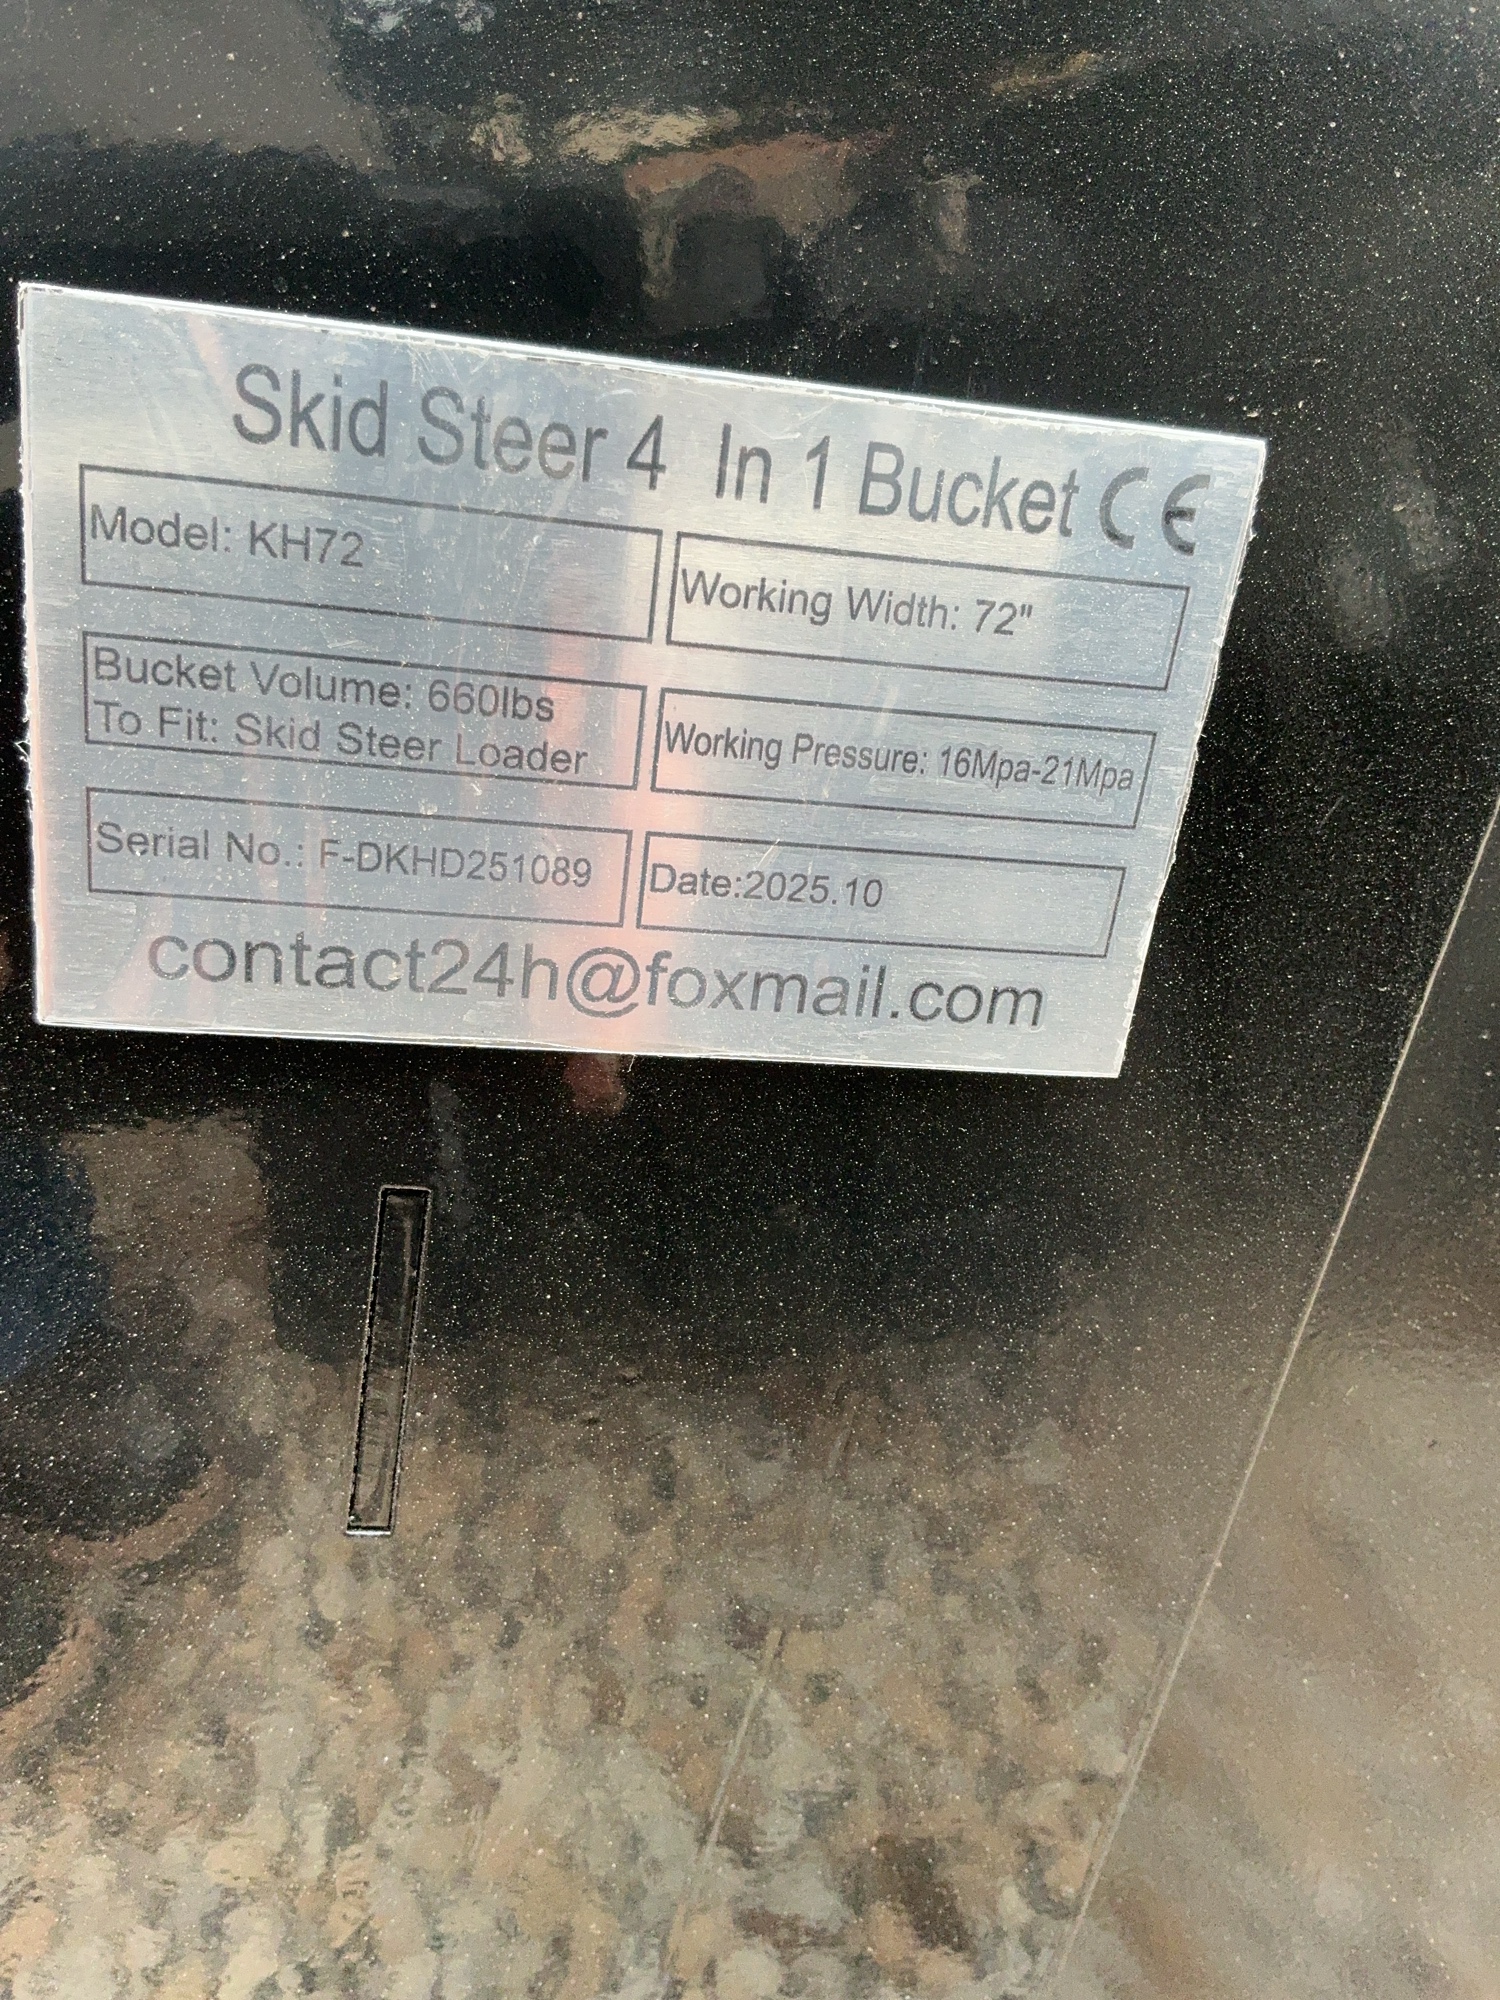 Skid Steer 4 In 1 Bucket CE
Model: KH72
Working Width: 72"
Bucket Volume: 660lbs
To Fit: Skid Steer Loader
Working Pressure: 16Mpa-21Mpa
Serial No.: F-DKHD251089
Date:2025.10
contact24h@foxmail.com